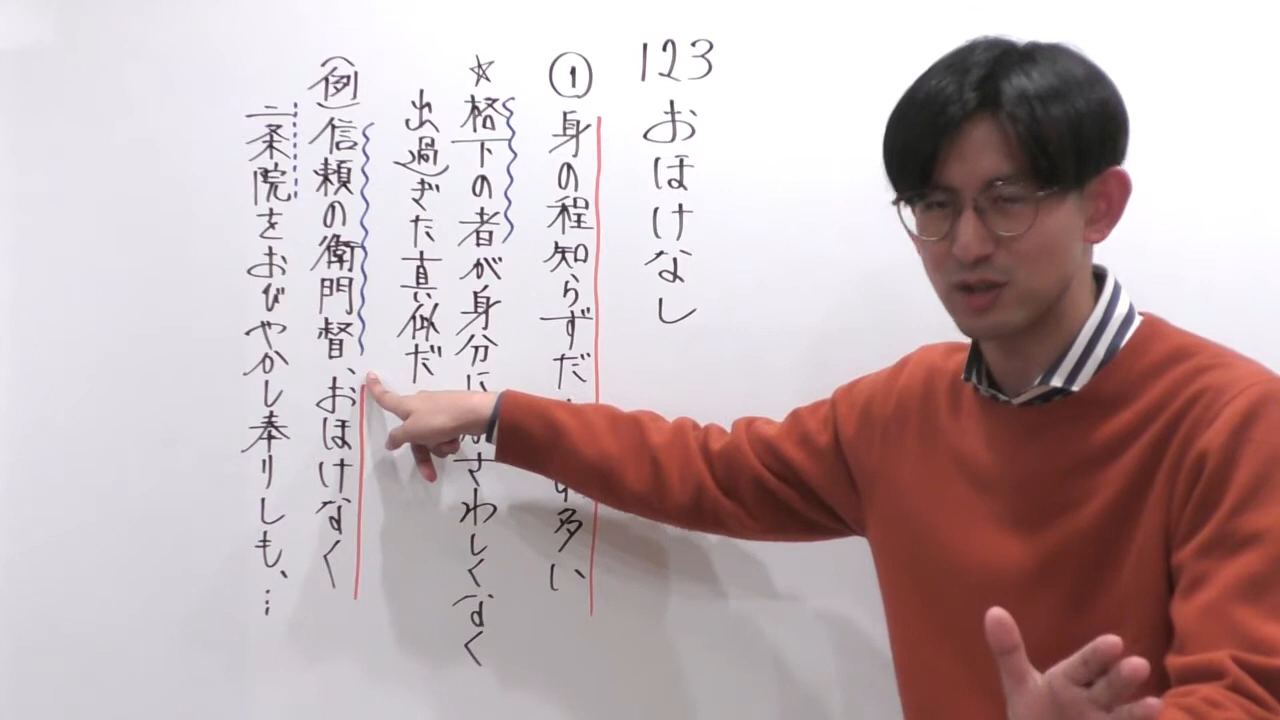 123 おほけなし
① 身の程知らずだ 多い
☆格下の者が身分に さわしくなく
出過ぎた真似だ
(例)信頼の衛門督、おほけなく
二条院をおびやかし奉りしも、…